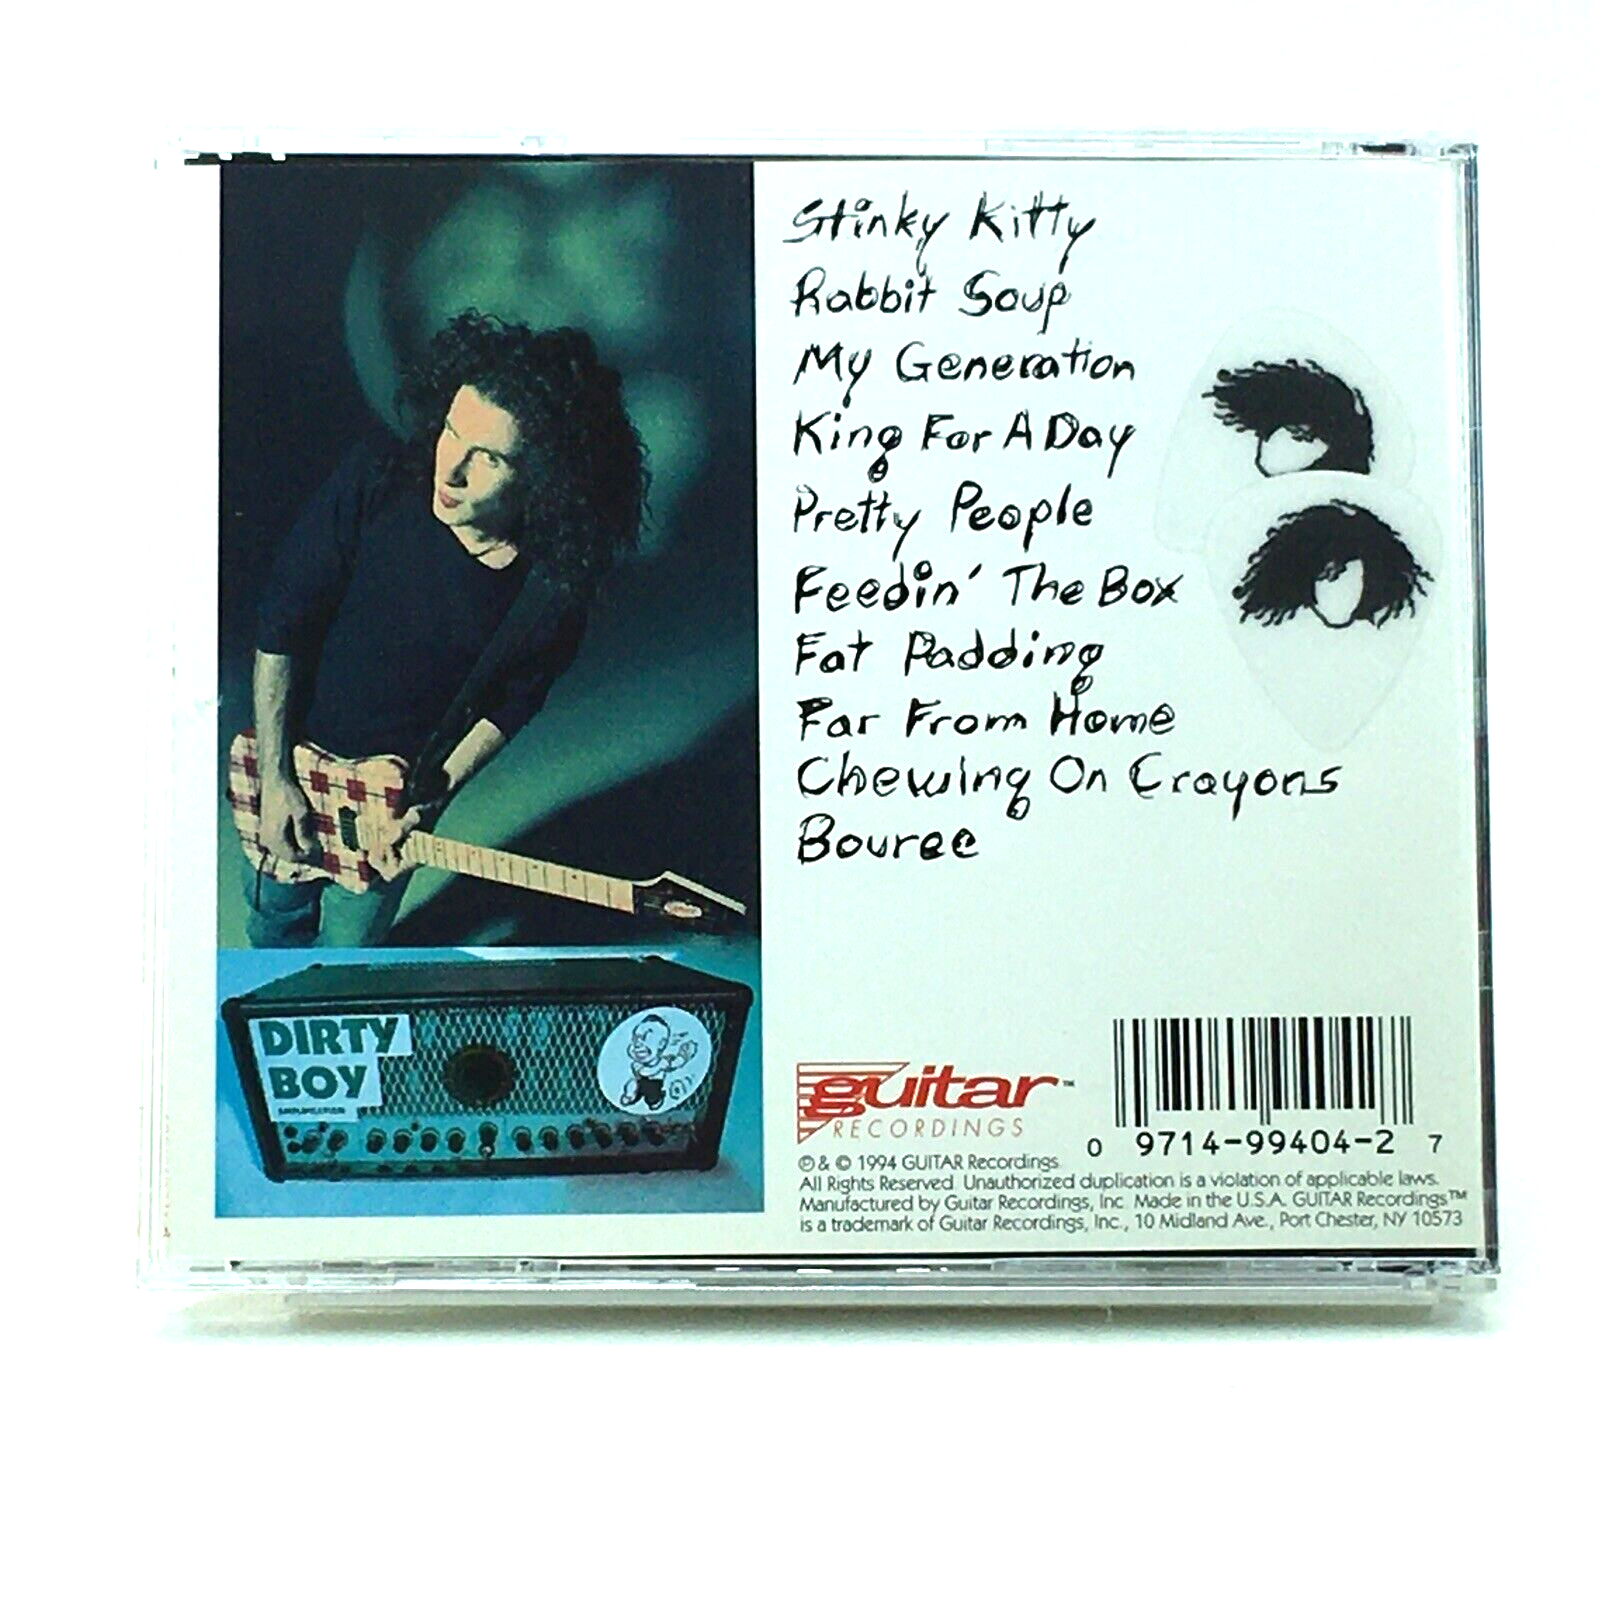 Stinky Kitty
Rabbit Soup
My Generation
King For A Day
Pretty People
Feedin' The Box
Fat Padding
Far From Home
Chewing On Crayons
Bouree
DIRTY
BOY
AMPLIFICATION
guitar™
RECORDINGS
0 9714-99404-2 7
℗ & © 1994 GUITAR Recordings
All Rights Reserved. Unauthorized duplication is a violation of applicable laws.
Manufactured by Guitar Recordings, Inc. Made in the U.S.A. GUITAR Recordings™
is a trademark of Guitar Recordings, Inc., 10 Midland Ave., Port Chester, NY 10573